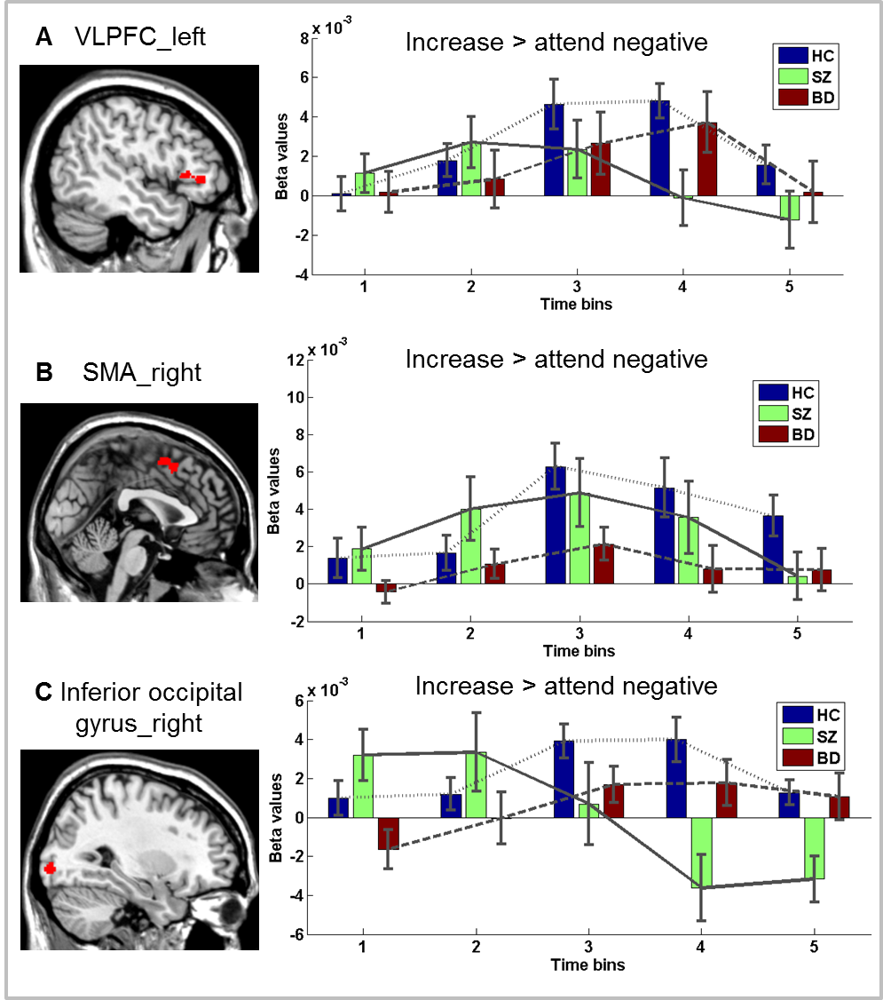 A VLPFC_left
x 10-3
Increase > attend negative
HC
SZ
BD
8
6
4
2
0
-2
-4
Beta values
1 2 3 4 5
Time bins
B SMA_right
x 10-3
Increase > attend negative
HC
SZ
BD
12
10
8
6
4
2
0
-2
Beta values
1 2 3 4 5
Time bins
C Inferior occipital
gyrus_right
x 10-3
Increase > attend negative
HC
SZ
BD
6
4
2
0
-2
-4
-6
Beta values
1 2 3 4 5
Time bins